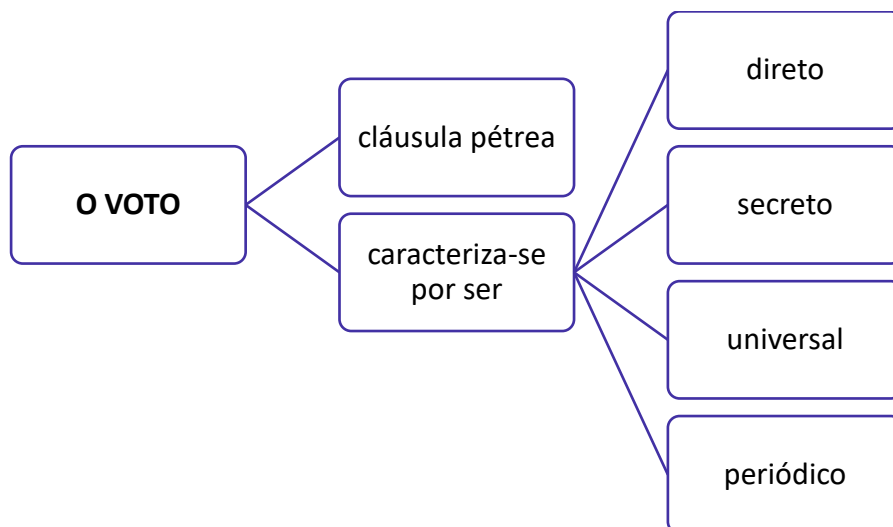 O VOTO
cláusula pétrea
caracteriza-se
por ser
direto
secreto
universal
periódico